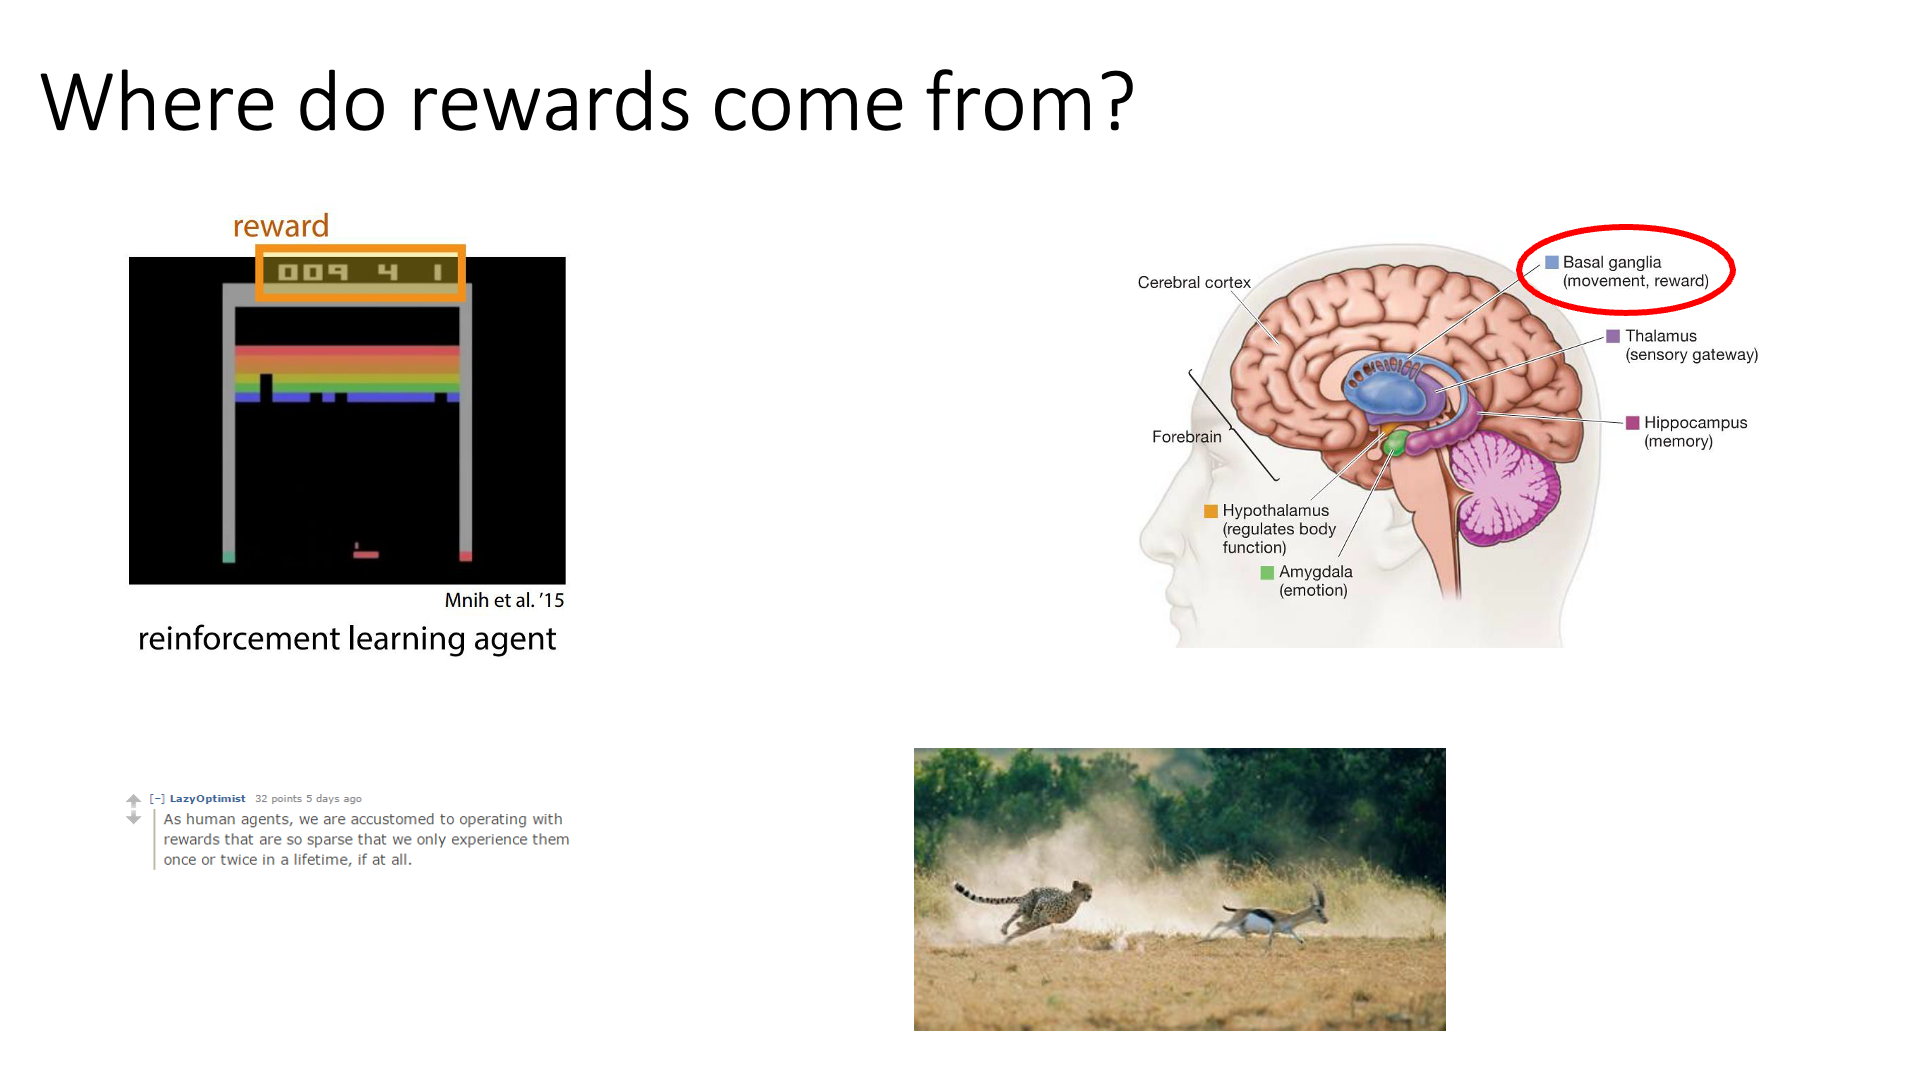 Where do rewards come from?
reward
009 4 1
Mnih et al. '15
reinforcement learning agent
Cerebral cortex
Forebrain
Basal ganglia
(movement, reward)
Thalamus
(sensory gateway)
Hippocampus
(memory)
Hypothalamus
(regulates body
function)
Amygdala
(emotion)
[–] LazyOptimist 32 points 5 days ago
As human agents, we are accustomed to operating with
rewards that are so sparse that we only experience them
once or twice in a lifetime, if at all.